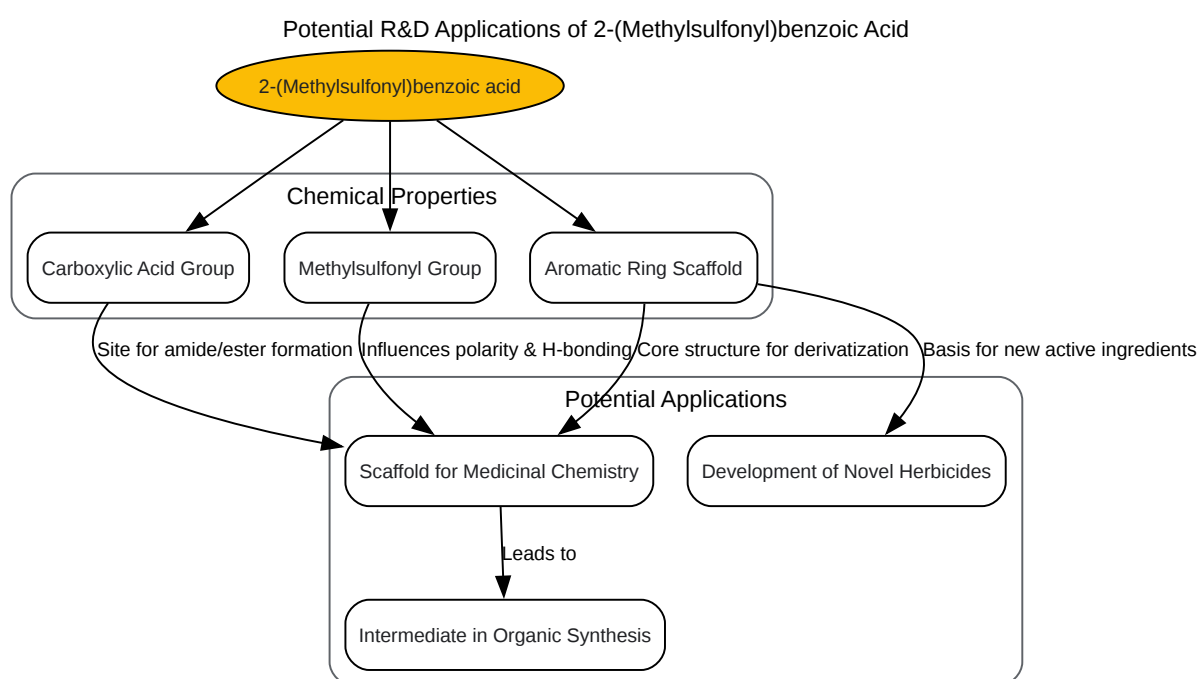 Potential R&D Applications of 2-(Methylsulfonyl)benzoic Acid
2-(Methylsulfonyl)benzoic acid
Chemical Properties
Carboxylic Acid Group
Methylsulfonyl Group
Aromatic Ring Scaffold
Site for amide/ester formation
Influences polarity & H-bonding
Core structure for derivatization
Basis for new active ingredients
Potential Applications
Scaffold for Medicinal Chemistry
Development of Novel Herbicides
Leads to
Intermediate in Organic Synthesis